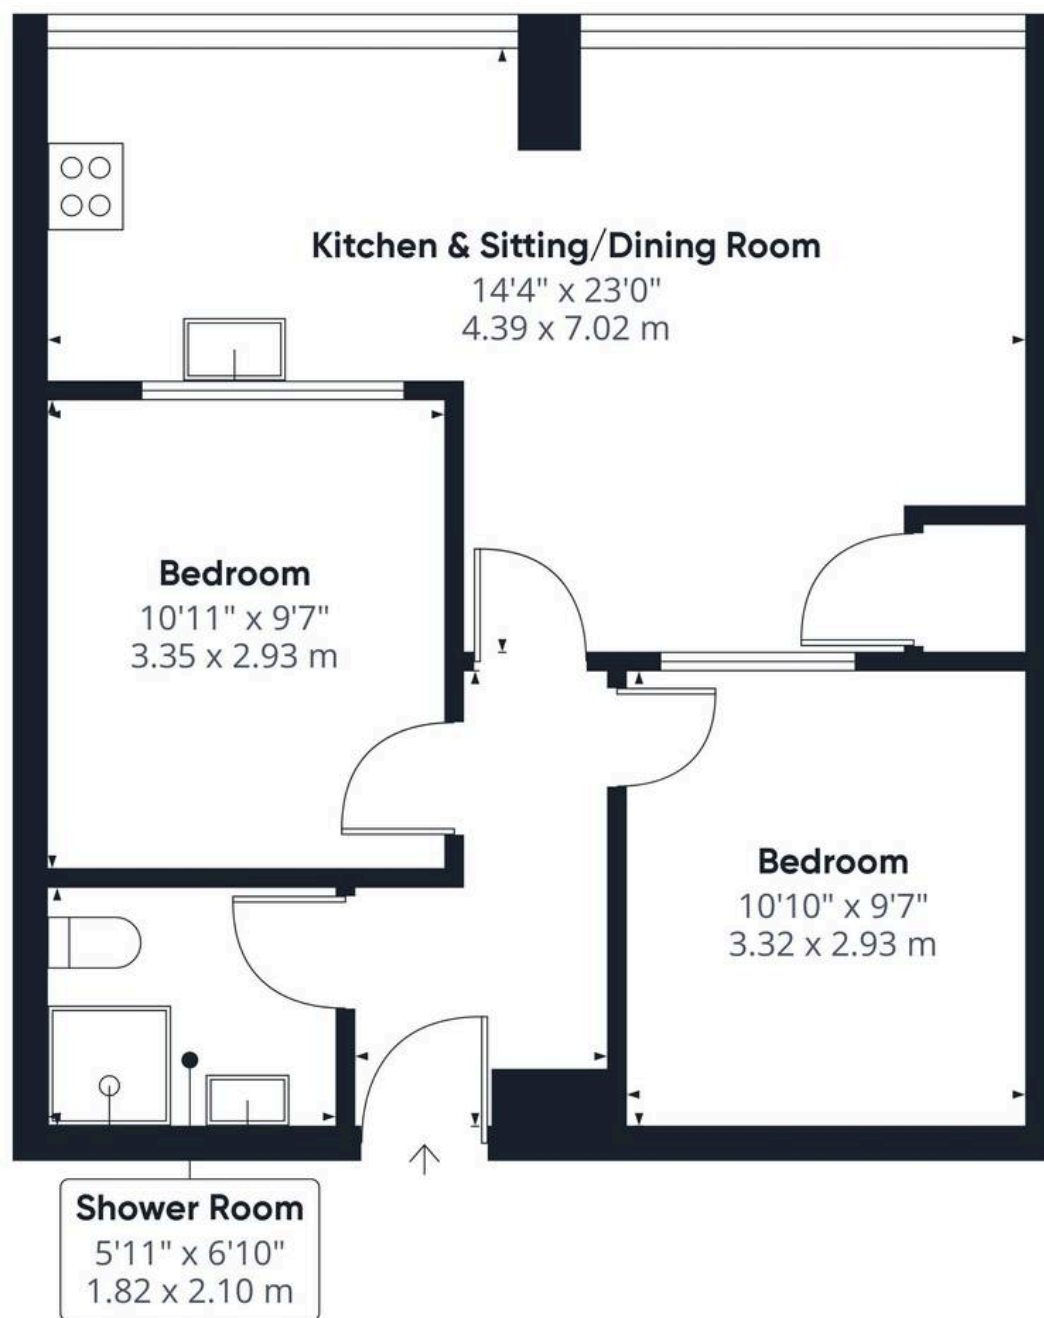 Kitchen & Sitting/Dining Room
14'4" x 23'0"
4.39 x 7.02 m
Bedroom
10'11" x 9'7"
3.35 x 2.93 m
Bedroom
10'10" x 9'7"
3.32 x 2.93 m
Shower Room
5'11" x 6'10"
1.82 x 2.10 m